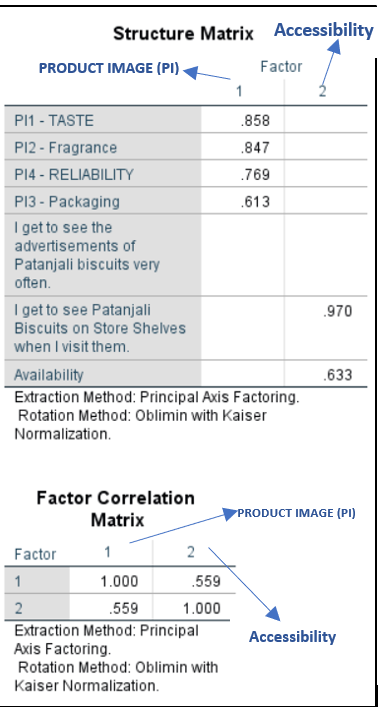 Structure Matrix
Accessibility
PRODUCT IMAGE (PI)
Factor
1 2
PI1 - TASTE .858
PI2 - Fragrance .847
PI4 - RELIABILITY .769
PI3 - Packaging .613
I get to see the
advertisements of
Patanjali biscuits very
often.
I get to see Patanjali .970
Biscuits on Store Shelves
when I visit them.
Availability .633
Extraction Method: Principal Axis Factoring.
Rotation Method: Oblimin with Kaiser
Normalization.
Factor Correlation
Matrix
PRODUCT IMAGE (PI)
Factor 1 2
1 1.000 .559
2 .559 1.000
Extraction Method: Principal
Axis Factoring.
Rotation Method: Oblimin with
Kaiser Normalization.
Accessibility